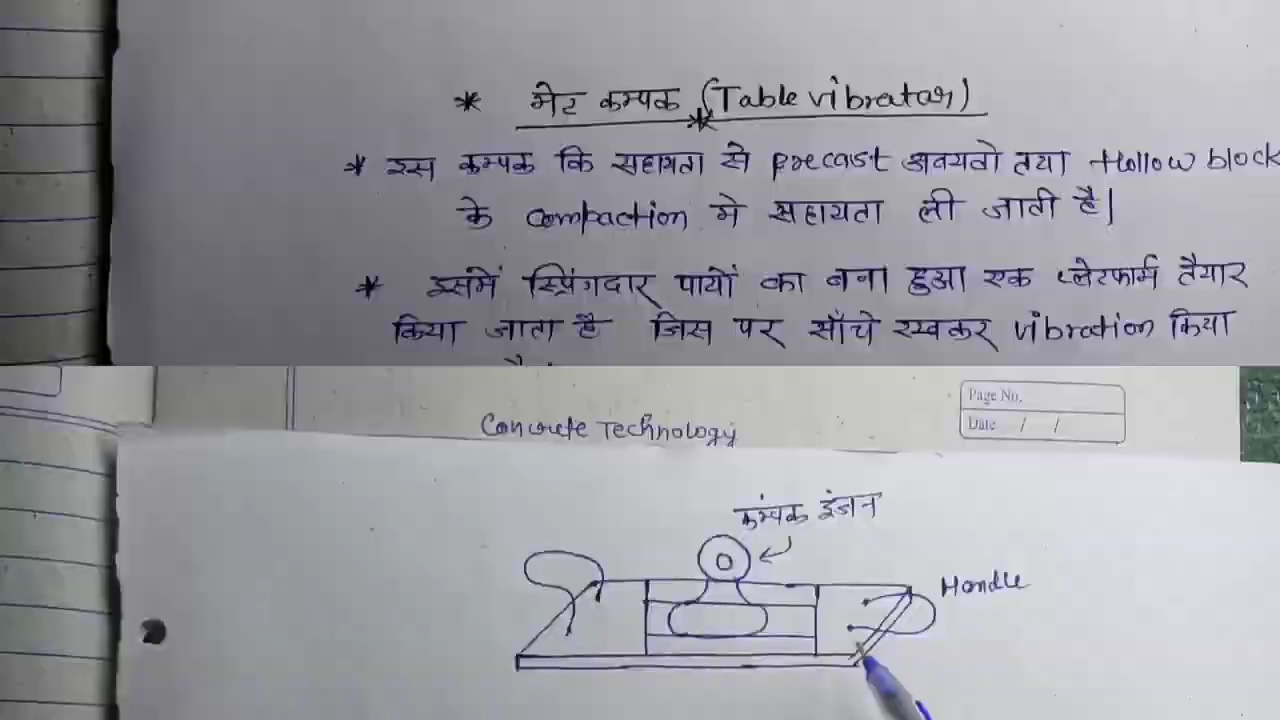 * मेट कम्पक (Table vibrator)
* इस कम्पक कि सहायता से precast अवयवो तथा Hollow block
के compaction मे सहायता ली जाती है|
* इसमें स्प्रिंगदार पायों का बना हुआ एक प्लेटफार्म तैयार
किया जाता है जिस पर साँचे रखकर vibration किया
Page No.
Concrete Technology
Date / /
कंम्पक इंजन
Handle